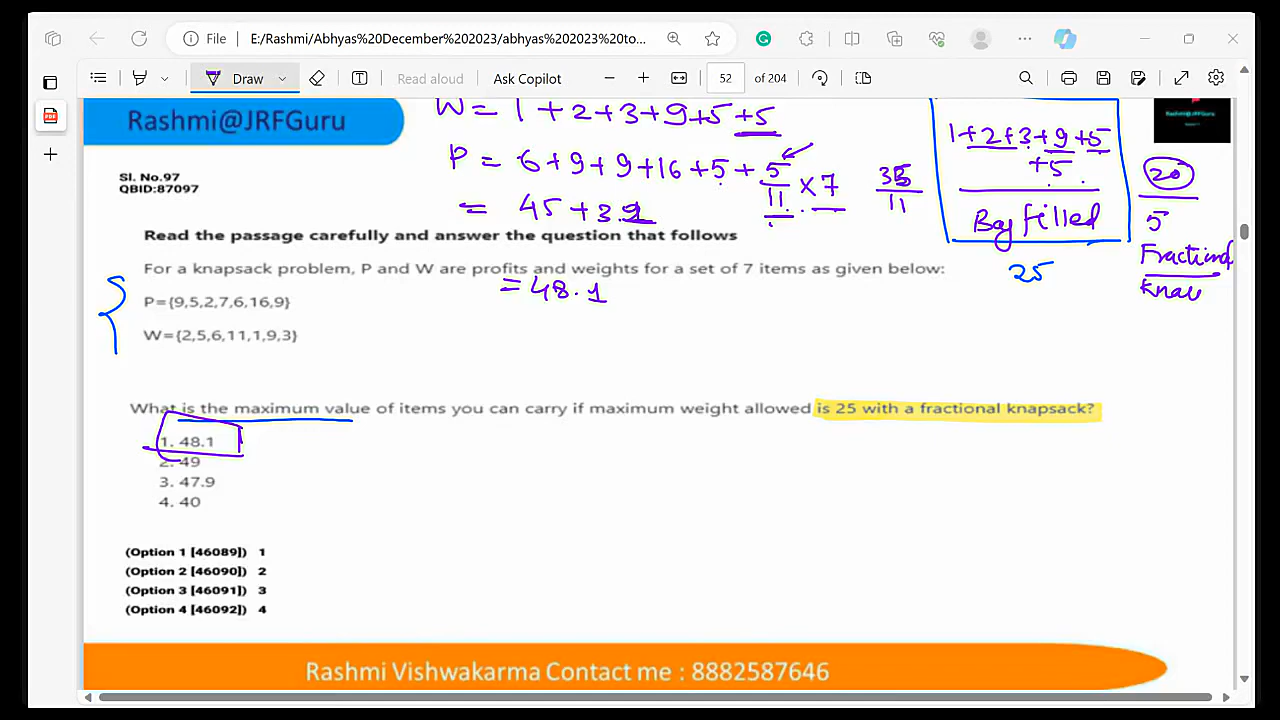 File E:/Rashmi/Abhyas%20December%202023/abhyas%202023%20to...
Draw Read aloud Ask Copilot 52 of 204
W = 1 + 2 + 3 + 9 + 5 + 5
Rashmi@JRFGuru
1+2+3+9+5
+5
P = 6 + 9 + 9 + 16 + 5 + 5/11 × 7
35/11
20
Sl. No.97
QBID:87097
= 45 + 3.2
Bag filled
5
Read the passage carefully and answer the question that follows
Fractional
For a knapsack problem, P and W are profits and weights for a set of 7 items as given below:
25
= 48.1
knas
P={9,5,2,7,6,16,9}
W={2,5,6,11,1,9,3}
What is the maximum value of items you can carry if maximum weight allowed is 25 with a fractional knapsack?
1. 48.1
2. 49
3. 47.9
4. 40
(Option 1 [46089]) 1
(Option 2 [46090]) 2
(Option 3 [46091]) 3
(Option 4 [46092]) 4
Rashmi Vishwakarma Contact me : 8882587646